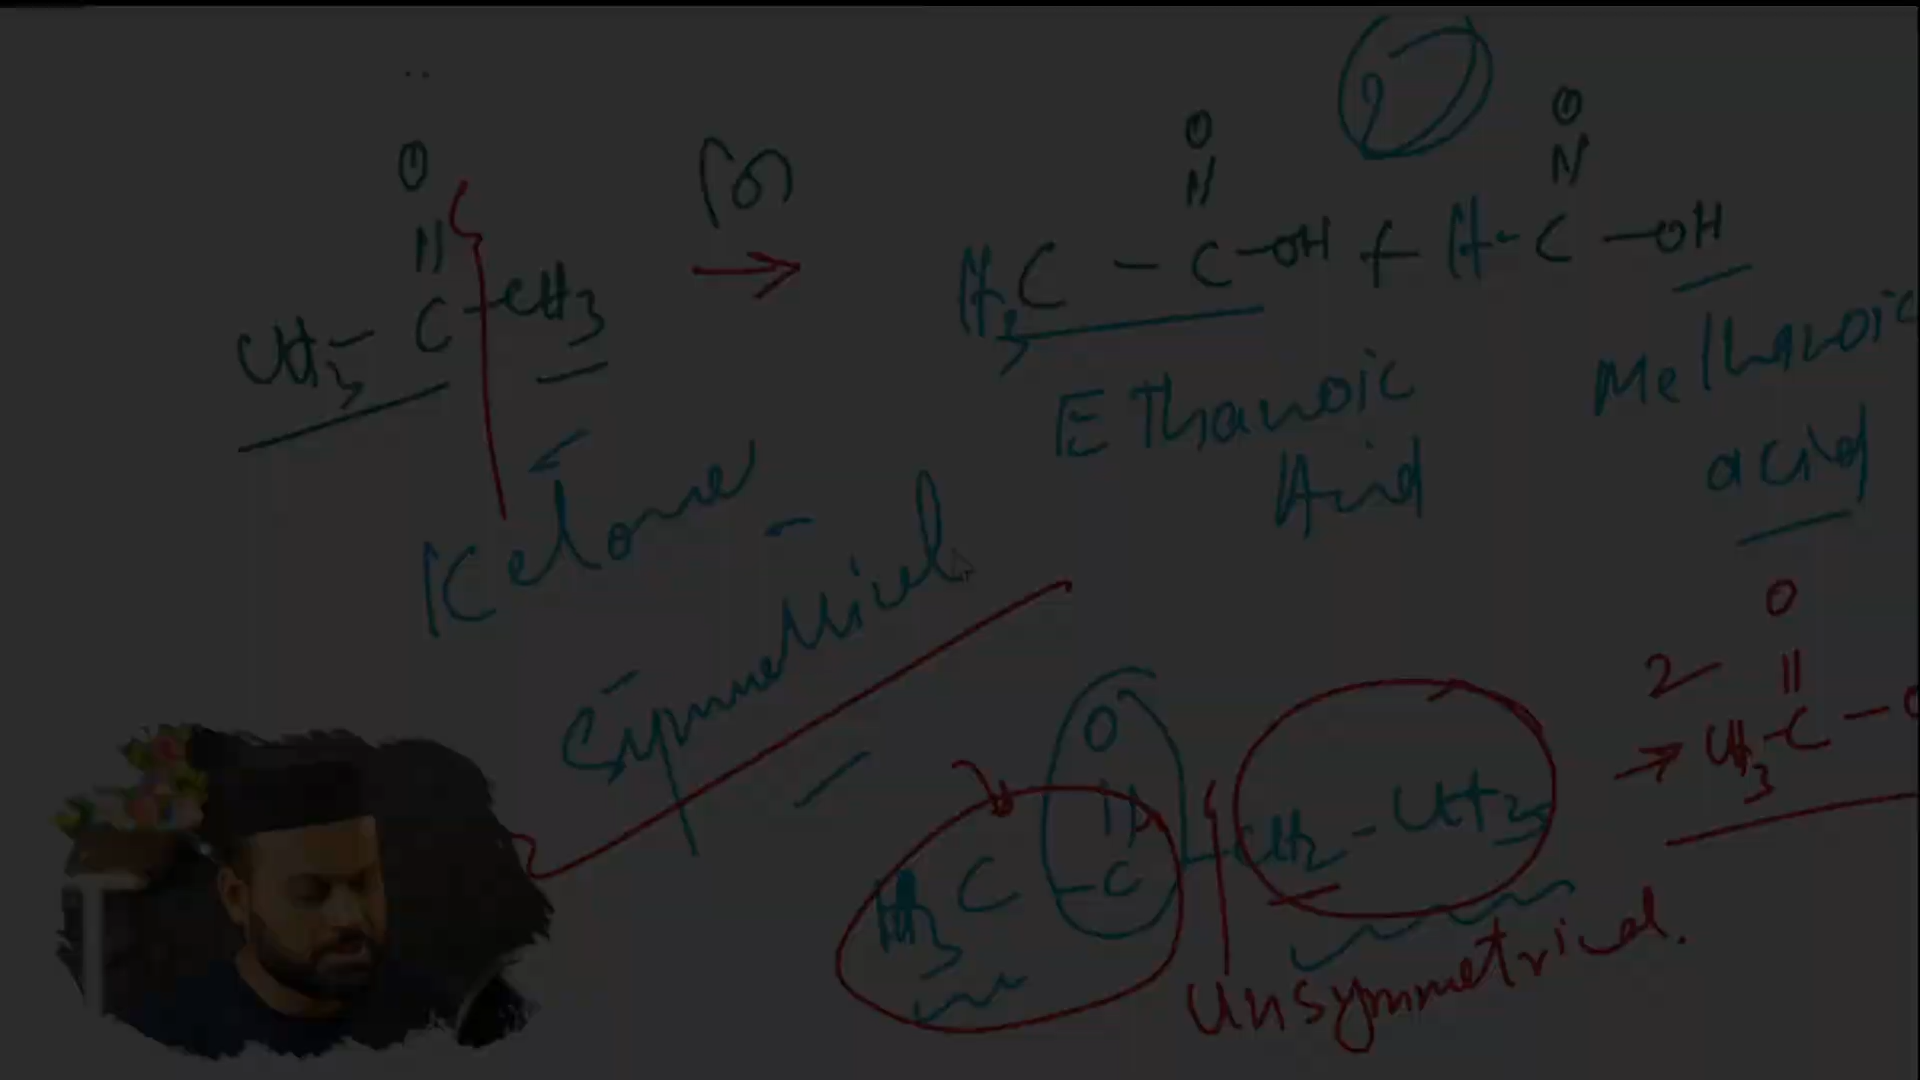 O O O
|| [O] || ||
CH3 – C – CH3 → H3C – C – OH + H – C – OH
Ketone
Symmetrical
Ethanoic
Acid
Methanoic
acid
O
||
H3C – C – CH2 – CH3
Unsymmetrical.
2
O
||
→ CH3 – C –